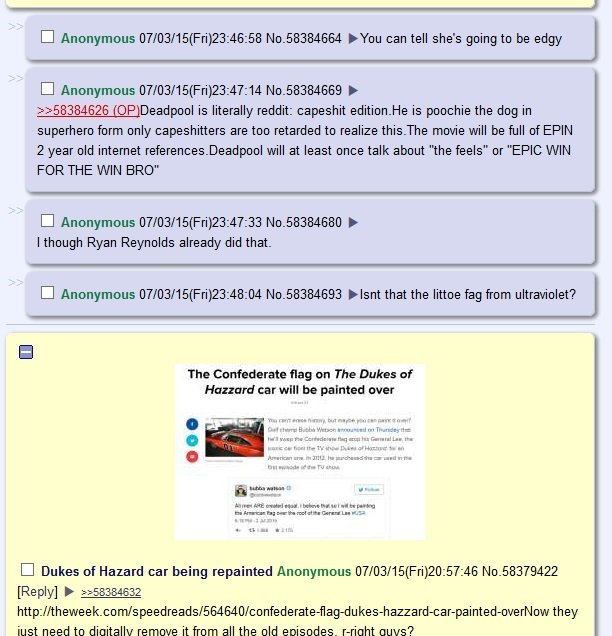 >>
Anonymous 07/03/15(Fri)23:46:58 No.58384664 ▶You can tell she's going to be edgy
>>
Anonymous 07/03/15(Fri)23:47:14 No.58384669 ▶
>>58384626 (OP)Deadpool is literally reddit: capeshit edition.He is poochie the dog in
superhero form only capeshitters are too retarded to realize this.The movie will be full of EPIN
2 year old internet references.Deadpool will at least once talk about "the feels" or "EPIC WIN
FOR THE WIN BRO"
>>
Anonymous 07/03/15(Fri)23:47:33 No.58384680 ▶
I though Ryan Reynolds already did that.
>>
Anonymous 07/03/15(Fri)23:48:04 No.58384693 ▶Isnt that the littoe fag from ultraviolet?
The Confederate flag on The Dukes of
Hazzard car will be painted over
You can't erase history, but maybe you can paint it over?
Golf champ Bubba Watson announced on Thursday that
he'll swap the Confederate flag atop his General Lee, the
iconic car from the TV show Dukes of Hazzard, for an
American one. In 2012, he purchased the car used in the
first episode of the TV show.
bubba watson
Follow
All men ARE created equal, I believe that so I will be painting
the American flag over the roof of the General Lee #USA
Dukes of Hazard car being repainted Anonymous 07/03/15(Fri)20:57:46 No.58379422
[Reply] ▶ >>58384632
http://theweek.com/speedreads/564640/confederate-flag-dukes-hazzard-car-painted-overNow they
just need to digitally remove it from all the old episodes, r-right guys?